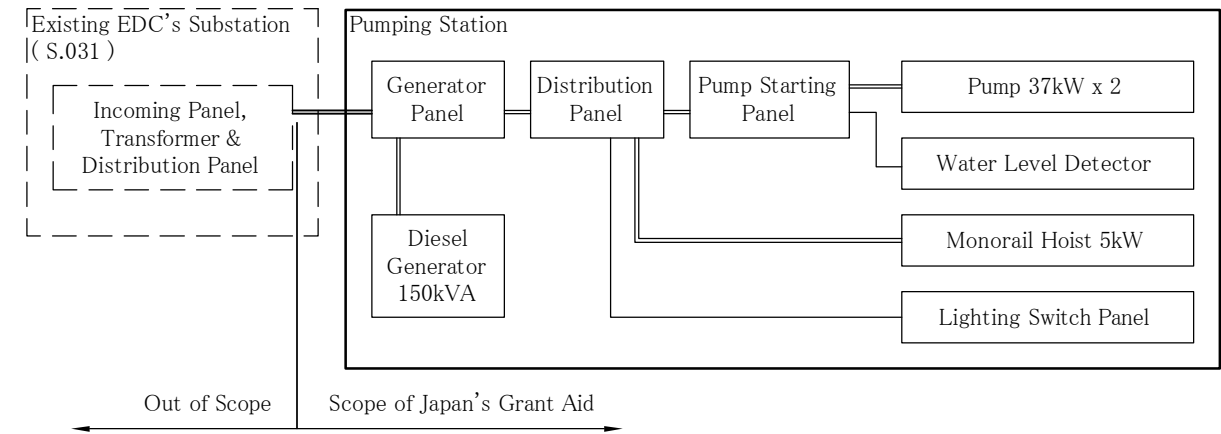 Existing EDC's Substation
( S.031 )
Incoming Panel,
Transformer &
Distribution Panel
Pumping Station
Generator
Panel
Distribution
Panel
Pump Starting
Panel
Pump 37kW x 2
Water Level Detector
Diesel
Generator
150kVA
Monorail Hoist 5kW
Lighting Switch Panel
Out of Scope
Scope of Japan's Grant Aid